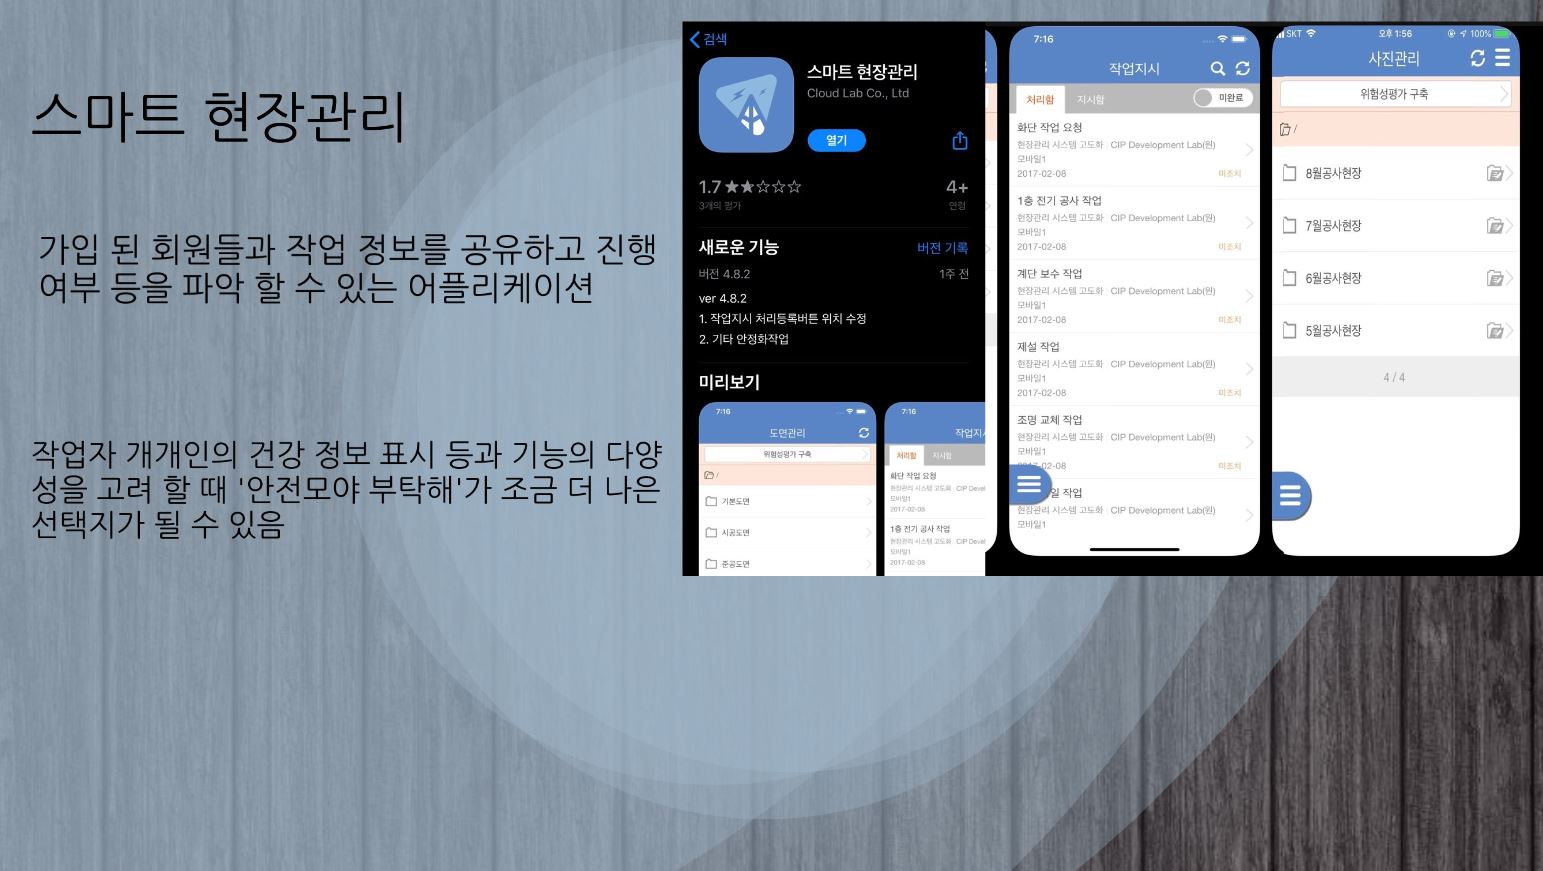 스마트 현장관리
가입 된 회원들과 작업 정보를 공유하고 진행
여부 등을 파악 할 수 있는 어플리케이션
작업자 개개인의 건강 정보 표시 등과 기능의 다양
성을 고려 할 때 '안전모야 부탁해'가 조금 더 나은
선택지가 될 수 있음
검색
스마트 현장관리
Cloud Lab Co., Ltd
열기
1.7
3개의 평가
4+
연령
새로운 기능
버전 기록
버전 4.8.2
1주 전
ver 4.8.2
1. 작업지시 처리등록버튼 위치 수정
2. 기타 안정화작업
미리보기
7:16
도면관리
위험성평가 구축
/
기본도면
시공도면
준공도면
7:16
작업지시
처리함
지시함
화단 작업 요청
현장관리 시스템 고도화
모바일1
2017-02-08
1층 전기 공사 작업
현장관리 시스템 고도화
모바일1
2017-02-08
7:16
작업지시
처리함
지시함
미완료
화단 작업 요청
현장관리 시스템 고도화 CIP Development Lab(원)
모바일1
2017-02-08
미조치
1층 전기 공사 작업
현장관리 시스템 고도화 CIP Development Lab(원)
모바일1
2017-02-08
미조치
계단 보수 작업
현장관리 시스템 고도화 CIP Development Lab(원)
모바일1
2017-02-08
미조치
제설 작업
현장관리 시스템 고도화 CIP Development Lab(원)
모바일1
2017-02-08
미조치
조명 교체 작업
현장관리 시스템 고도화 CIP Development Lab(원)
모바일1
미조치
일 작업
현장관리 시스템 고도화 CIP Development Lab(원)
모바일1
SKT
오후 1:56
100%
사진관리
위험성평가 구축
/
8월공사현장
7월공사현장
6월공사현장
5월공사현장
4 / 4